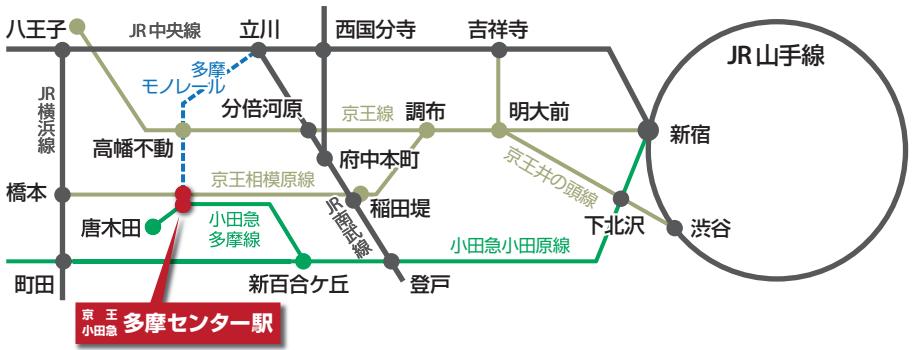 八王子
JR中央線
立川
西国分寺
吉祥寺
JR山手線
多摩
モノレール
JR横浜線
分倍河原
京王線
調布
明大前
新宿
高幡不動
府中本町
京王井の頭線
橋本
京王相模原線
稲田堤
唐木田
小田急
多摩線
JR南武線
下北沢
渋谷
小田急小田原線
町田
新百合ケ丘
登戸
京王
小田急
多摩センター駅